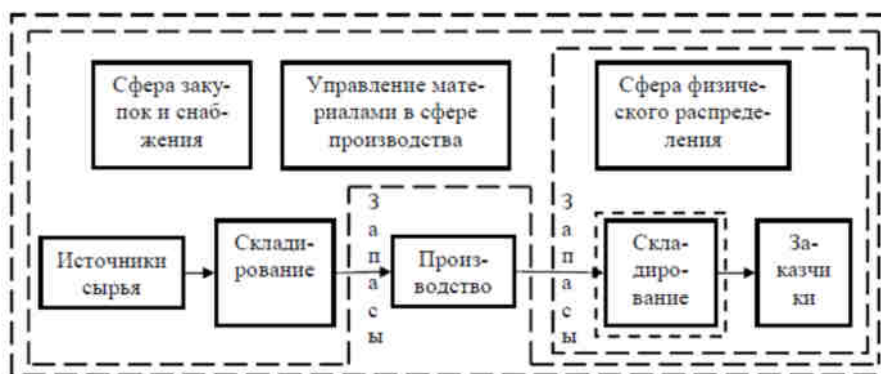 Сфера заку-
пок и снаб-
жения
Управление мате-
риалами в сфере
производства
Сфера физиче-
ского распреде-
ления
Источники
сырья
Склади-
рование
З
а
п
а
с
ы
Произ-
водство
З
а
п
а
с
ы
Скла-
диро-
вание
За-
казчи
ки